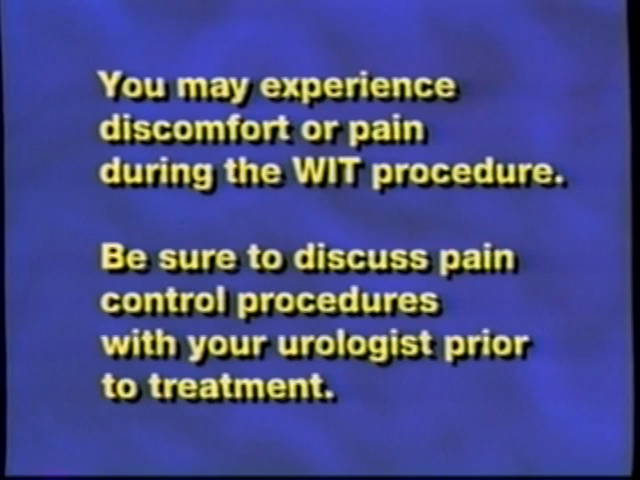 You may experience
discomfort or pain
during the WIT procedure.
Be sure to discuss pain
control procedures
with your urologist prior
to treatment.